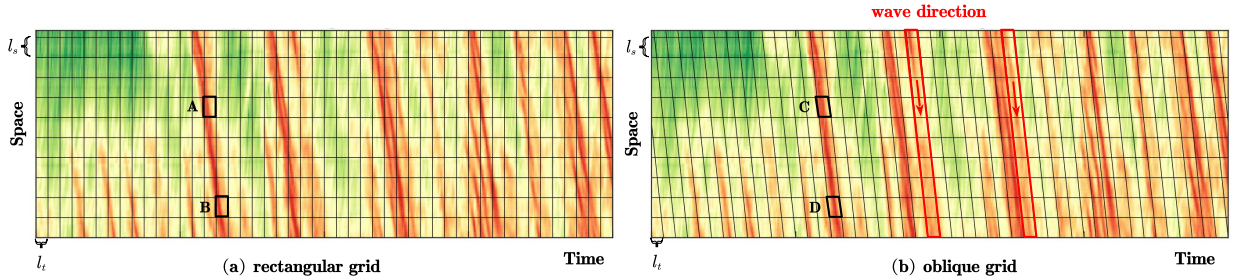 wave direction
l_s
Space
A
B
l_t
Time
(a) rectangular grid
l_s
Space
C
D
l_t
Time
(b) oblique grid